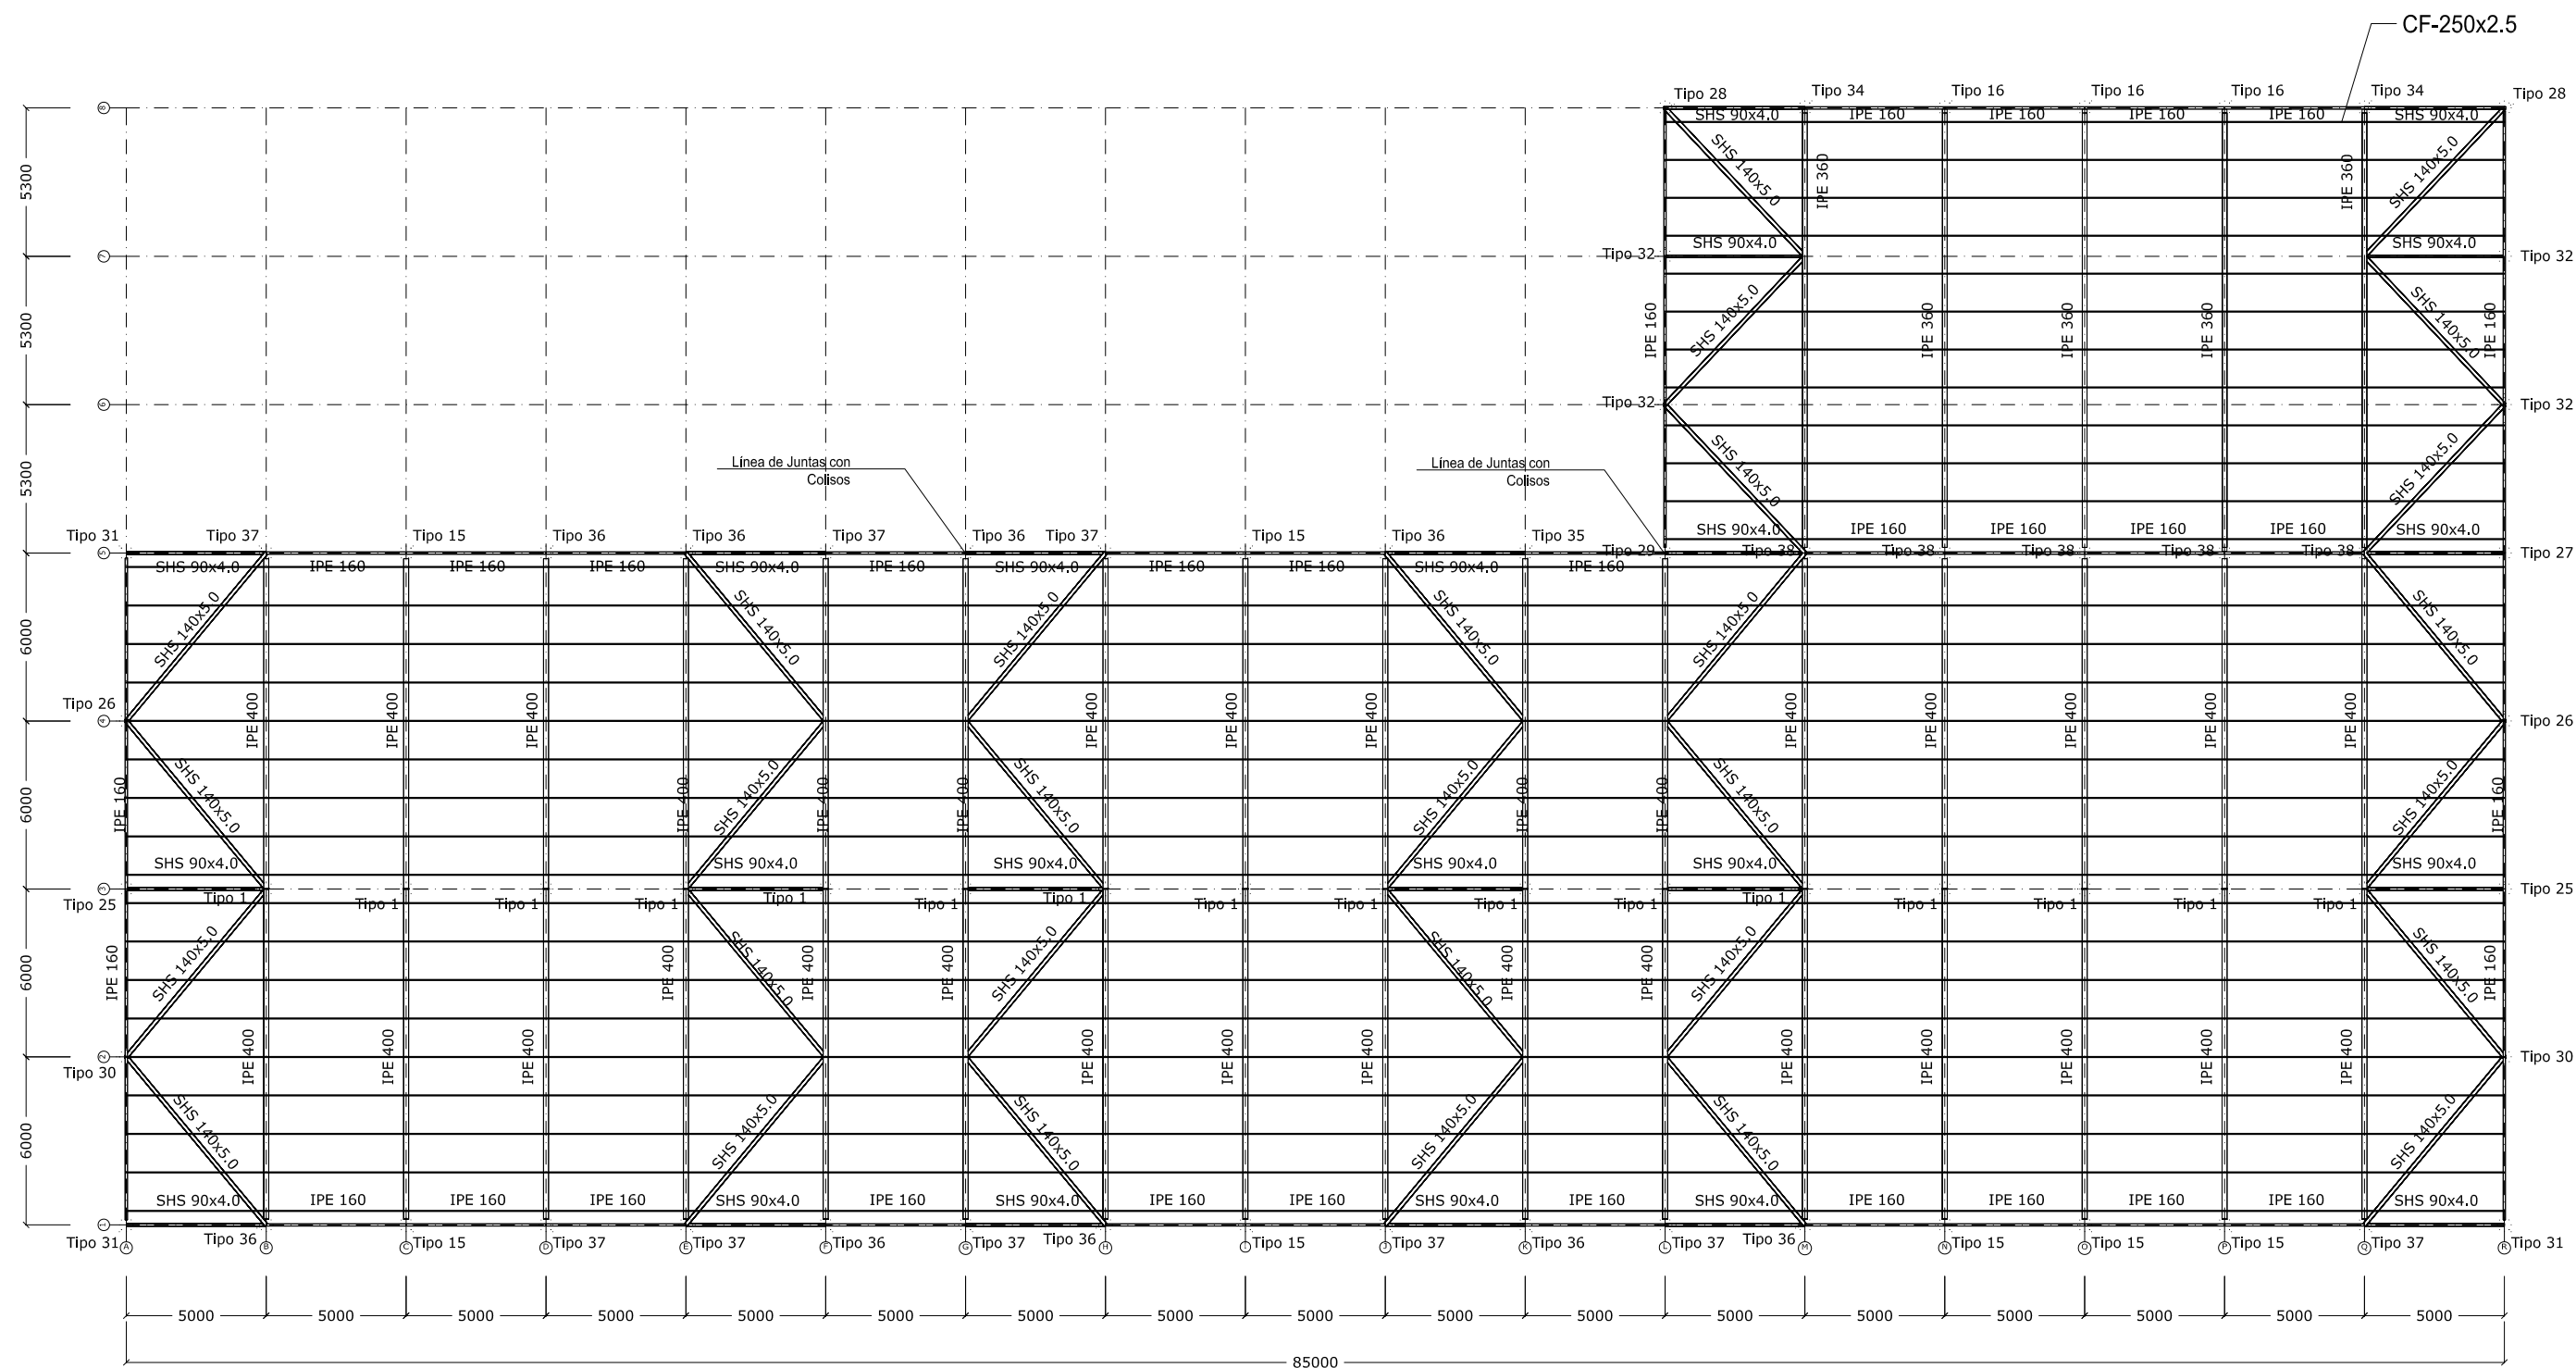 CF-250x2.5
Tipo 28 Tipo 34 Tipo 16 Tipo 16 Tipo 16 Tipo 34 Tipo 28
8
SHS 90x4.0 IPE 160 IPE 160 IPE 160 IPE 160 SHS 90x4.0
5300
SHS 140x5.0 IPE 360 IPE 360 SHS 140x5.0
SHS 90x4.0 SHS 90x4.0
7 Tipo 32 Tipo 32
5300
IPE 160 SHS 140x5.0 IPE 360 IPE 360 IPE 360 SHS 140x5.0 IPE 160
6 Tipo 32 Tipo 32
5300
Línea de Juntas con Línea de Juntas con
Colisos Colisos
SHS 140x5.0 SHS 140x5.0
SHS 90x4.0 IPE 160 IPE 160 IPE 160 IPE 160 SHS 90x4.0
Tipo 31 Tipo 37 Tipo 15 Tipo 36 Tipo 36 Tipo 37 Tipo 36 Tipo 37 Tipo 15 Tipo 36 Tipo 35
5 Tipo 29 Tipo 38 Tipo 38 Tipo 38 Tipo 38 Tipo 38 Tipo 27
SHS 90x4.0 IPE 160 IPE 160 IPE 160 SHS 90x4.0 IPE 160 SHS 90x4.0 IPE 160 IPE 160 SHS 90x4.0 IPE 160
6000
SHS 140x5.0 SHS 140x5.0 SHS 140x5.0 SHS 140x5.0 SHS 140x5.0 SHS 140x5.0
Tipo 26
4 IPE 400 IPE 400 IPE 400 IPE 400 IPE 400 IPE 400 IPE 400 IPE 400 IPE 400 IPE 400 IPE 400 Tipo 26
6000
IPE 160 SHS 140x5.0 IPE 400 SHS 140x5.0 IPE 400 IPE 400 SHS 140x5.0 SHS 140x5.0 IPE 400 IPE 400 SHS 140x5.0 SHS 140x5.0 IPE 160
SHS 90x4.0 SHS 90x4.0 SHS 90x4.0 SHS 90x4.0 SHS 90x4.0 SHS 90x4.0
3 Tipo 25
Tipo 25 Tipo 1 Tipo 1 Tipo 1 Tipo 1 Tipo 1 Tipo 1 Tipo 1 Tipo 1 Tipo 1 Tipo 1 Tipo 1 Tipo 1 Tipo 1 Tipo 1 Tipo 1 Tipo 1
6000
IPE 160 SHS 140x5.0 IPE 400 SHS 140x5.0 IPE 400 IPE 400 SHS 140x5.0 SHS 140x5.0 IPE 400 IPE 400 SHS 140x5.0 SHS 140x5.0 IPE 160
2 IPE 400 IPE 400 IPE 400 IPE 400 IPE 400 IPE 400 IPE 400 IPE 400 IPE 400 IPE 400 IPE 400 Tipo 30
Tipo 30
6000
SHS 140x5.0 SHS 140x5.0 SHS 140x5.0 SHS 140x5.0 SHS 140x5.0 SHS 140x5.0
SHS 90x4.0 IPE 160 IPE 160 IPE 160 SHS 90x4.0 IPE 160 SHS 90x4.0 IPE 160 IPE 160 SHS 90x4.0 IPE 160 SHS 90x4.0 IPE 160 IPE 160 IPE 160 IPE 160 SHS 90x4.0
1
Tipo 31 Tipo 36 Tipo 15 Tipo 37 Tipo 37 Tipo 36 Tipo 37 Tipo 36 Tipo 15 Tipo 37 Tipo 36 Tipo 37 Tipo 36 Tipo 15 Tipo 15 Tipo 15 Tipo 37 Tipo 31
A B C D E F G H I J K L M N O P Q R
5000 5000 5000 5000 5000 5000 5000 5000 5000 5000 5000 5000 5000 5000 5000 5000 5000
85000